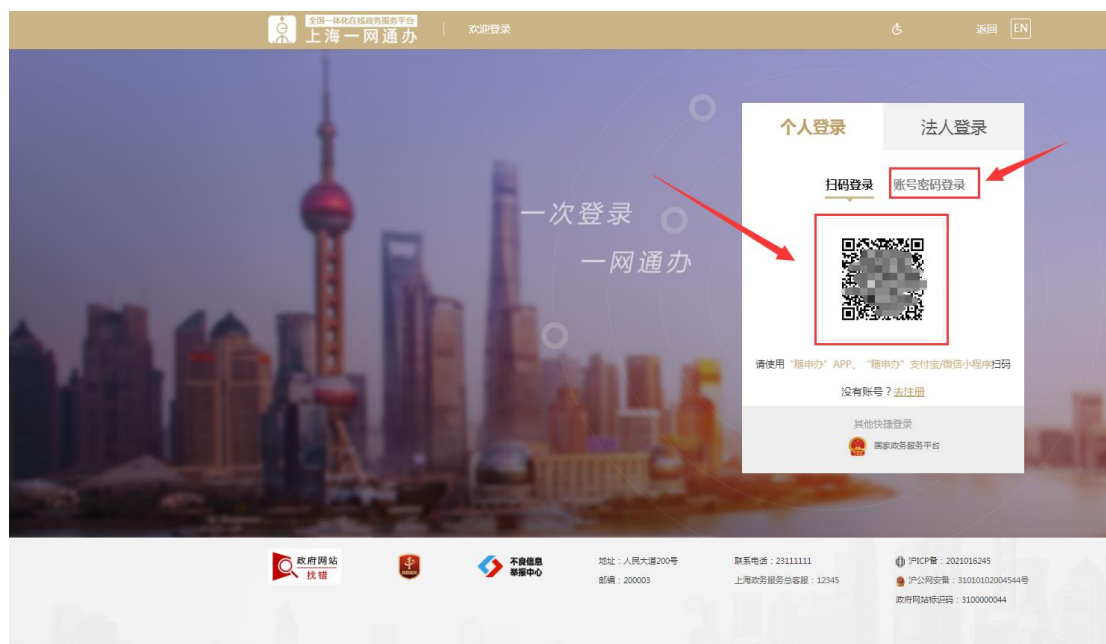 全国一体化在线政务服务平台
上海一网通办
欢迎登录
返回
EN
个人登录
法人登录
扫码登录
账号密码登录
一次登录
一网通办
请使用“随申办”APP、“随申办”支付宝/微信小程序扫码
没有账号？去注册
其他快捷登录
国家政务服务平台
政府网站
找错
不良信息
举报中心
地址：人民大道200号
邮编：200003
联系电话：23111111
上海政务服务总客服：12345
沪ICP备：2021016245
沪公网安备：31010102004544号
政府网站标识码：3100000044